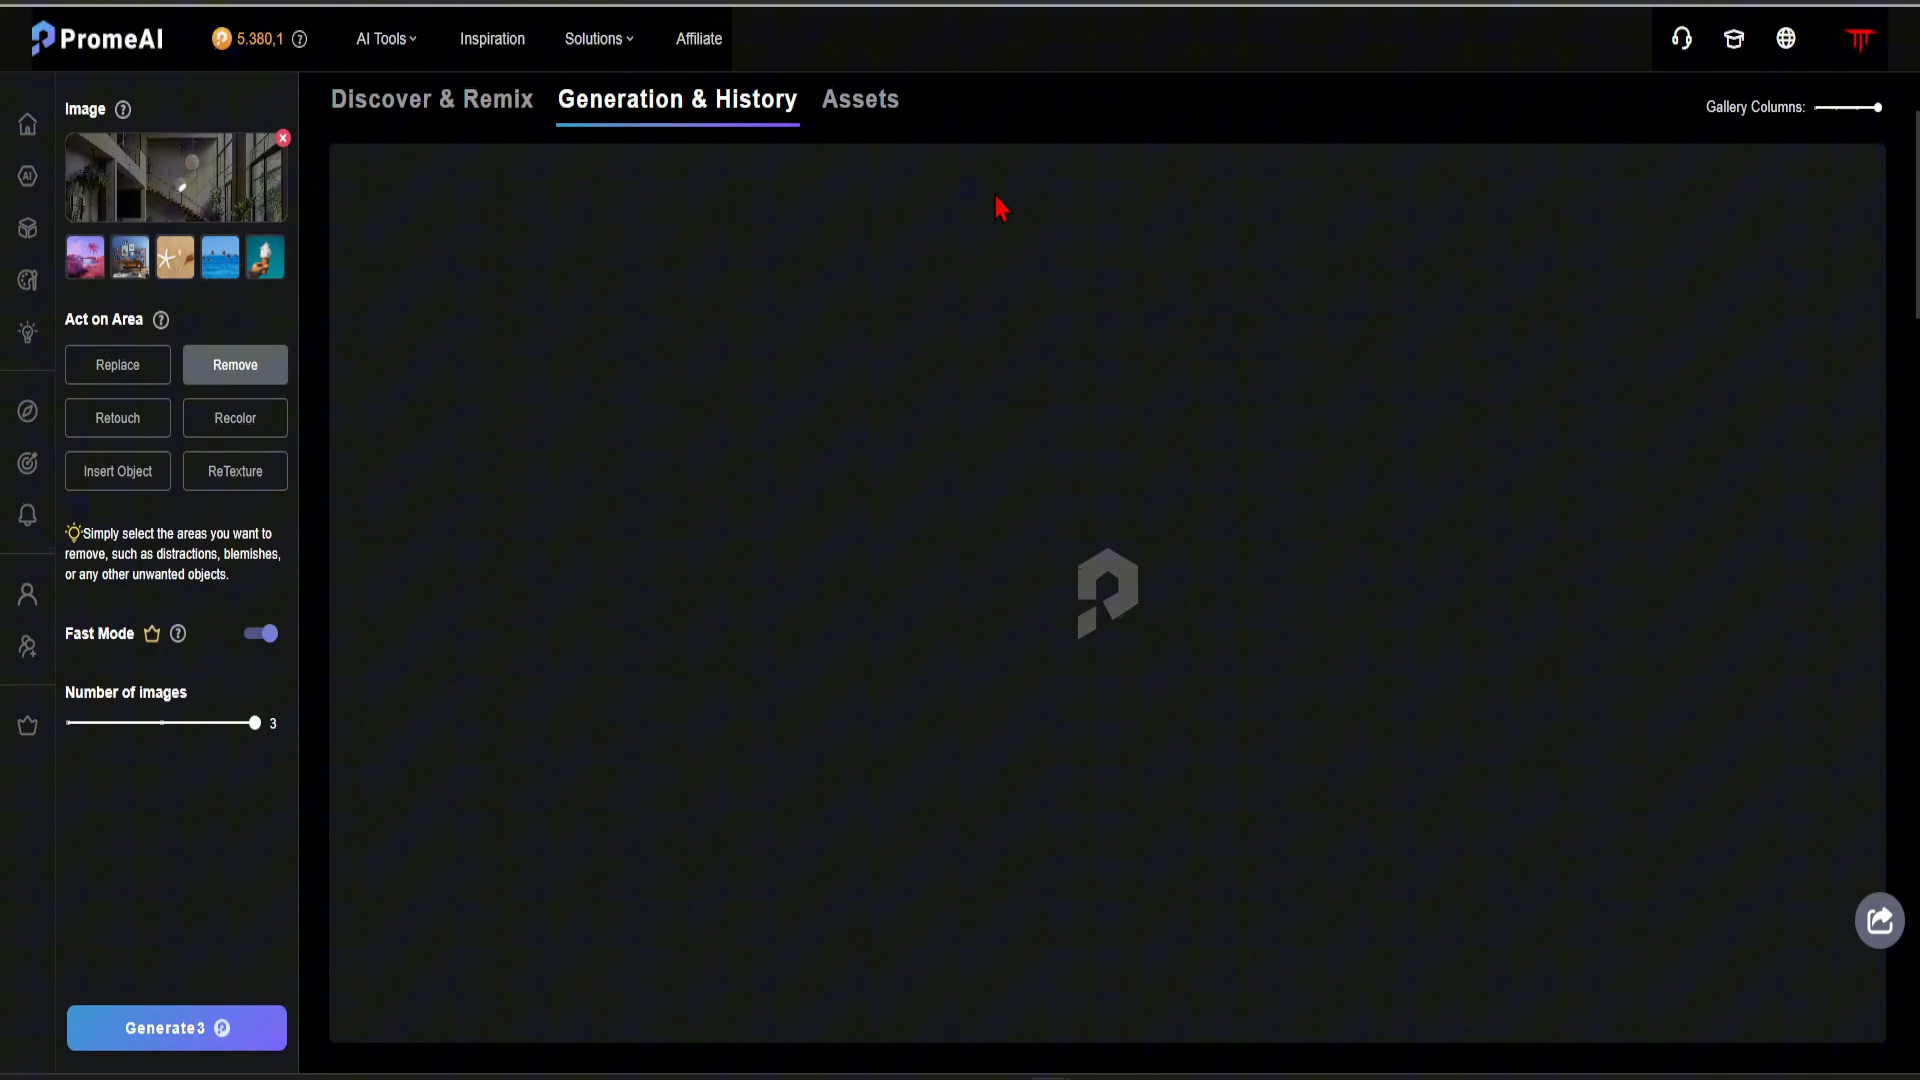 PromeAI
5.380,1
AI Tools
Inspiration
Solutions
Affiliate
Image
Discover & Remix
Generation & History
Assets
Gallery Columns:
Act on Area
Replace
Remove
Retouch
Recolor
Insert Object
ReTexture
Simply select the areas you want to
remove, such as distractions, blemishes,
or any other unwanted objects.
Fast Mode
Number of images
3
Generate3